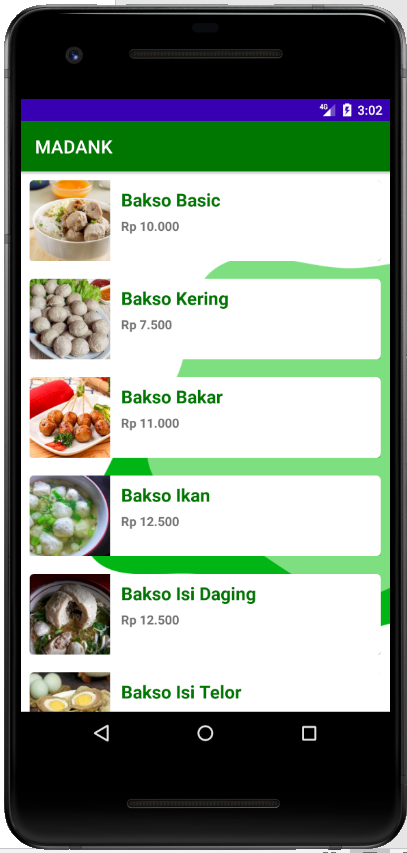 4G 3:02
MADANK
Bakso Basic
Rp 10.000
Bakso Kering
Rp 7.500
Bakso Bakar
Rp 11.000
Bakso Ikan
Rp 12.500
Bakso Isi Daging
Rp 12.500
Bakso Isi Telor